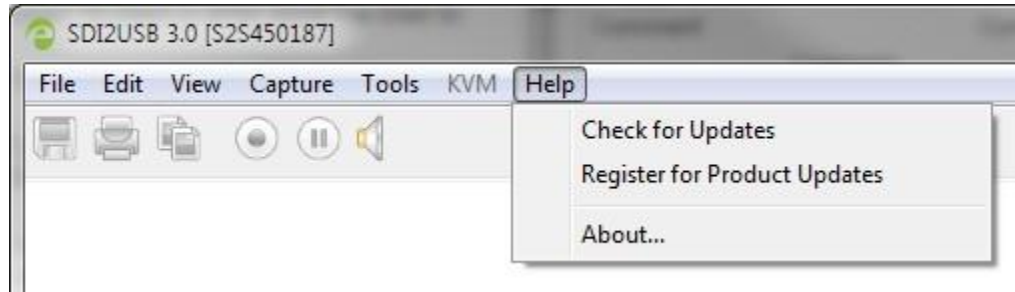 SDI2USB 3.0 [S2S450187]
File Edit View Capture Tools KVM Help
Check for Updates
Register for Product Updates
About...